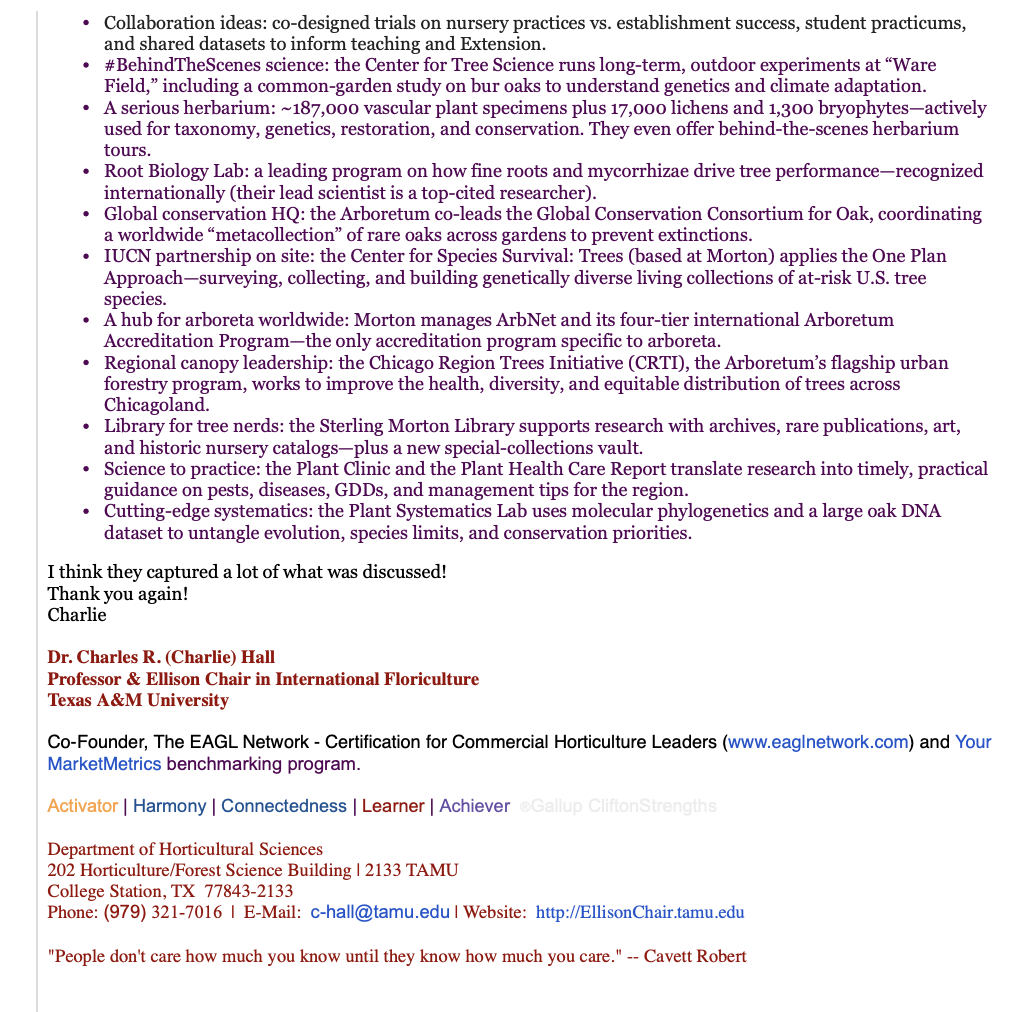 • Collaboration ideas: co-designed trials on nursery practices vs. establishment success, student practicums,
and shared datasets to inform teaching and Extension.
• #BehindTheScenes science: the Center for Tree Science runs long-term, outdoor experiments at “Ware
Field,” including a common-garden study on bur oaks to understand genetics and climate adaptation.
• A serious herbarium: ~187,000 vascular plant specimens plus 17,000 lichens and 1,300 bryophytes—actively
used for taxonomy, genetics, restoration, and conservation. They even offer behind-the-scenes herbarium
tours.
• Root Biology Lab: a leading program on how fine roots and mycorrhizae drive tree performance—recognized
internationally (their lead scientist is a top-cited researcher).
• Global conservation HQ: the Arboretum co-leads the Global Conservation Consortium for Oak, coordinating
a worldwide “metacollection” of rare oaks across gardens to prevent extinctions.
• IUCN partnership on site: the Center for Species Survival: Trees (based at Morton) applies the One Plan
Approach—surveying, collecting, and building genetically diverse living collections of at-risk U.S. tree
species.
• A hub for arboreta worldwide: Morton manages ArbNet and its four-tier international Arboretum
Accreditation Program—the only accreditation program specific to arboreta.
• Regional canopy leadership: the Chicago Region Trees Initiative (CRTI), the Arboretum’s flagship urban
forestry program, works to improve the health, diversity, and equitable distribution of trees across
Chicagoland.
• Library for tree nerds: the Sterling Morton Library supports research with archives, rare publications, art,
and historic nursery catalogs—plus a new special-collections vault.
• Science to practice: the Plant Clinic and the Plant Health Care Report translate research into timely, practical
guidance on pests, diseases, GDDs, and management tips for the region.
• Cutting-edge systematics: the Plant Systematics Lab uses molecular phylogenetics and a large oak DNA
dataset to untangle evolution, species limits, and conservation priorities.
I think they captured a lot of what was discussed!
Thank you again!
Charlie
Dr. Charles R. (Charlie) Hall
Professor & Ellison Chair in International Floriculture
Texas A&M University
Co-Founder, The EAGL Network - Certification for Commercial Horticulture Leaders (www.eaglnetwork.com) and Your
MarketMetrics benchmarking program.
Activator | Harmony | Connectedness | Learner | Achiever ®Gallup CliftonStrengths
Department of Horticultural Sciences
202 Horticulture/Forest Science Building | 2133 TAMU
College Station, TX  77843-2133
Phone: (979) 321-7016 | E-Mail: c-hall@tamu.edu | Website: http://EllisonChair.tamu.edu
"People don't care how much you know until they know how much you care." -- Cavett Robert